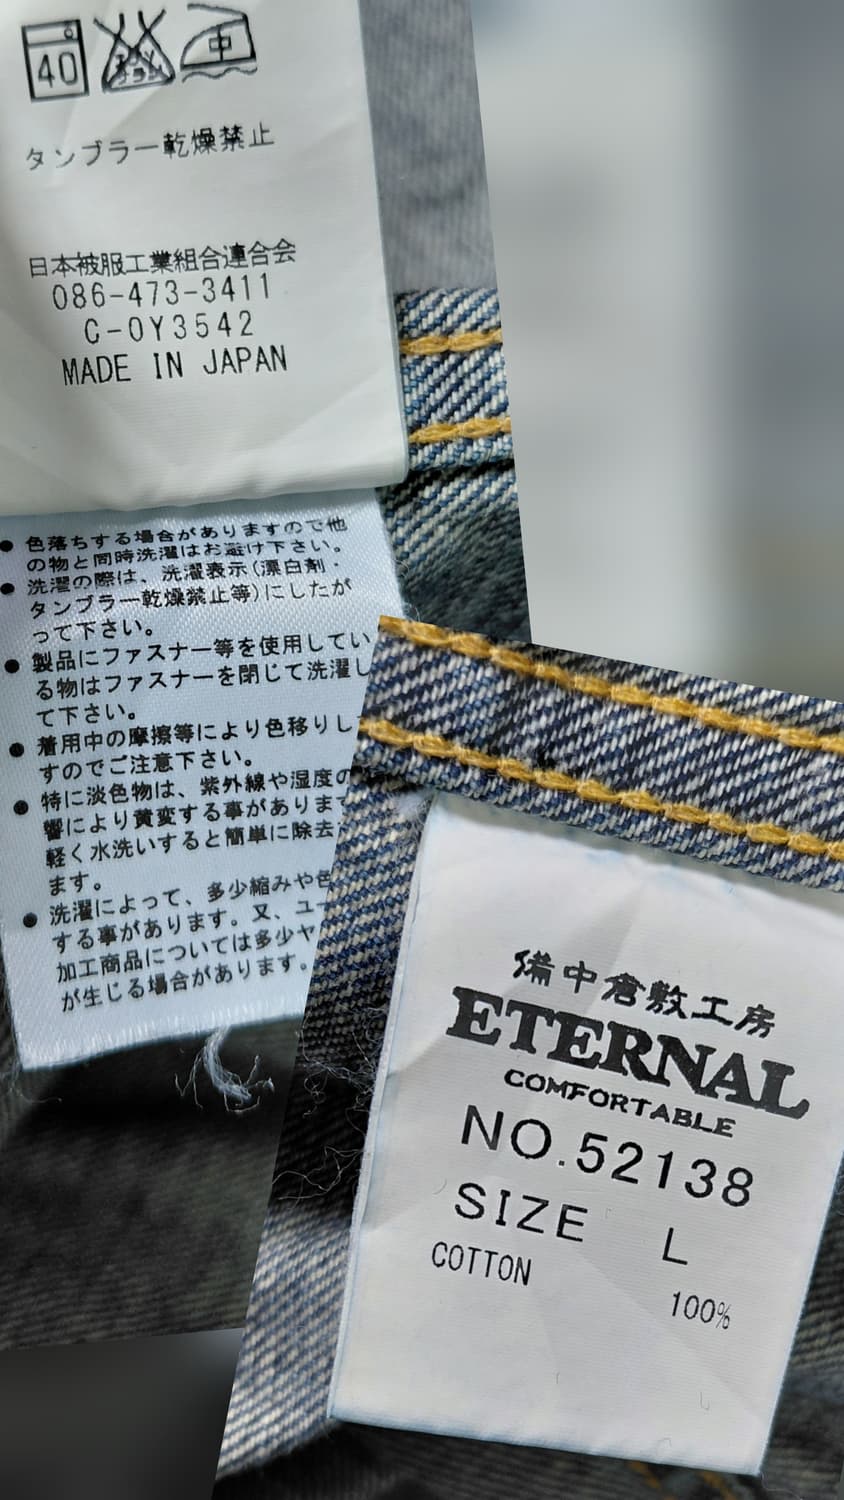 40
中
タンブラー乾燥禁止
日本被服工業組合連合会
086-473-3411
C-0Y3542
MADE IN JAPAN
● 色落ちする場合がありますので他
の物と同時洗濯はお避け下さい。
● 洗濯の際は、洗濯表示(漂白剤・
タンブラー乾燥禁止等)にしたが
って下さい。
● 製品にファスナー等を使用してい
る物はファスナーを閉じて洗濯し
て下さい。
● 着用中の摩擦等により色移りし
すのでご注意下さい。
● 特に淡色物は、紫外線や湿度の
響により黄変する事があります
軽く水洗いすると簡単に除去
ます。
● 洗濯によって、多少縮みや色
する事があります。又、ユー
加工商品については多少ヤ
が生じる場合があります。
備中倉敷工房
ETERNAL
COMFORTABLE
NO.52138
SIZE L
COTTON
100%